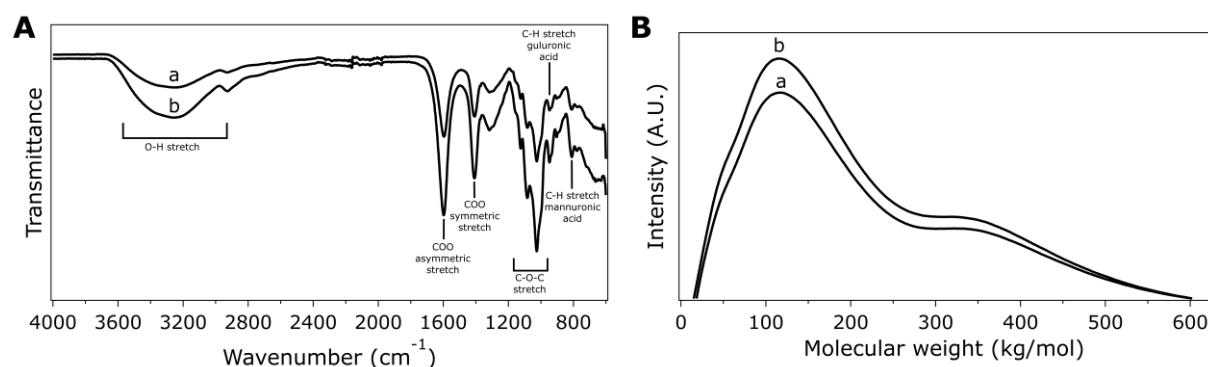 A
Transmittance
a
b
O-H stretch
COO
asymmetric
stretch
COO
symmetric
stretch
C-H stretch
guluronic
acid
C-O-C
stretch
C-H stretch
mannuronic
acid
4000 3600 3200 2800 2400 2000 1600 1200 800
Wavenumber (cm⁻¹)
B
Intensity (A.U.)
b
a
0 100 200 300 400 500 600
Molecular weight (kg/mol)